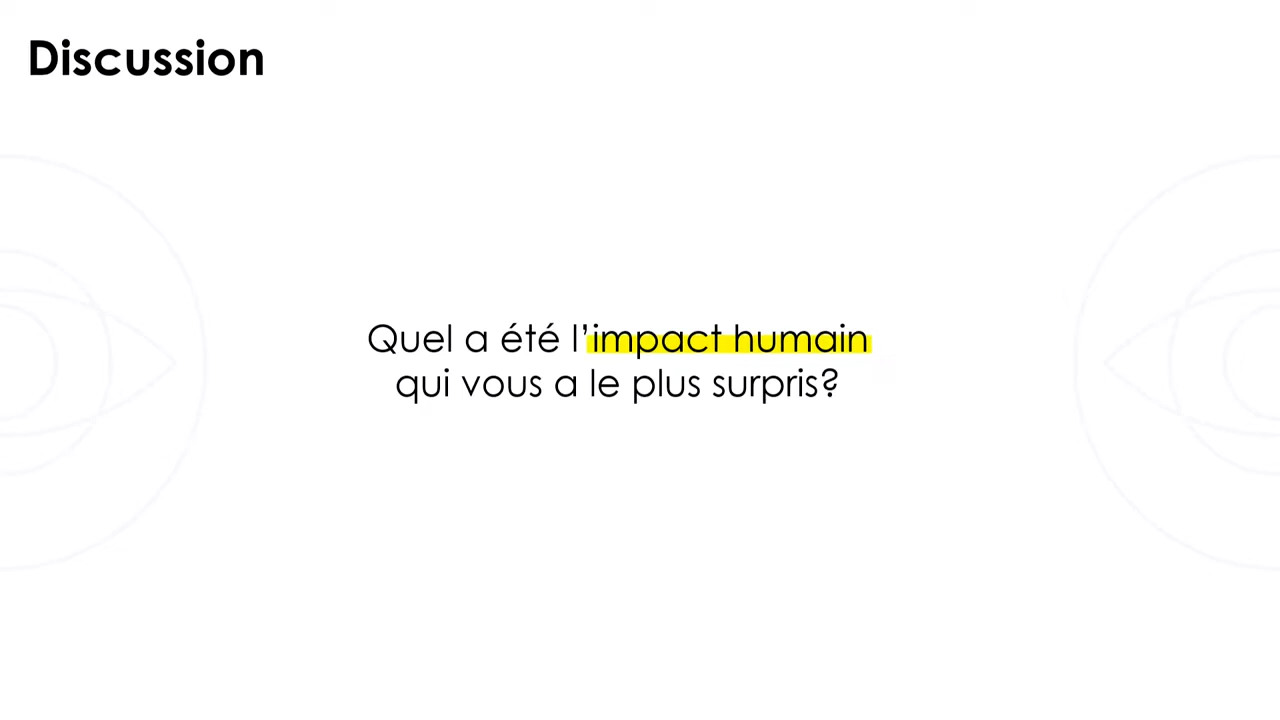 Discussion
Quel a été l’impact humain
qui vous a le plus surpris?